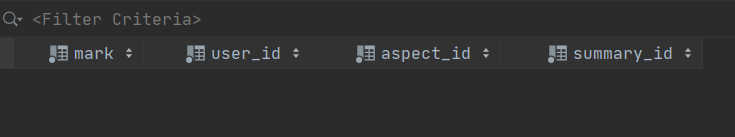 <Filter Criteria>
mark user_id aspect_id summary_id